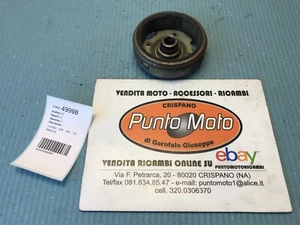 49998
VENDITA MOTO - ACCESSORI - RICAMBI
CRISPANO
Punto Moto
di Garofalo Giuseppe
VENDITA RICAMBI ONLINE SU ebay
PUNTOMOTORICAMBI
Via F. Petrarca, 20 - 80020 CRISPANO (NA)
Tel/fax 081.834.85.47 - e-mail: puntomoto1@alice.it
cell. 320.0306370